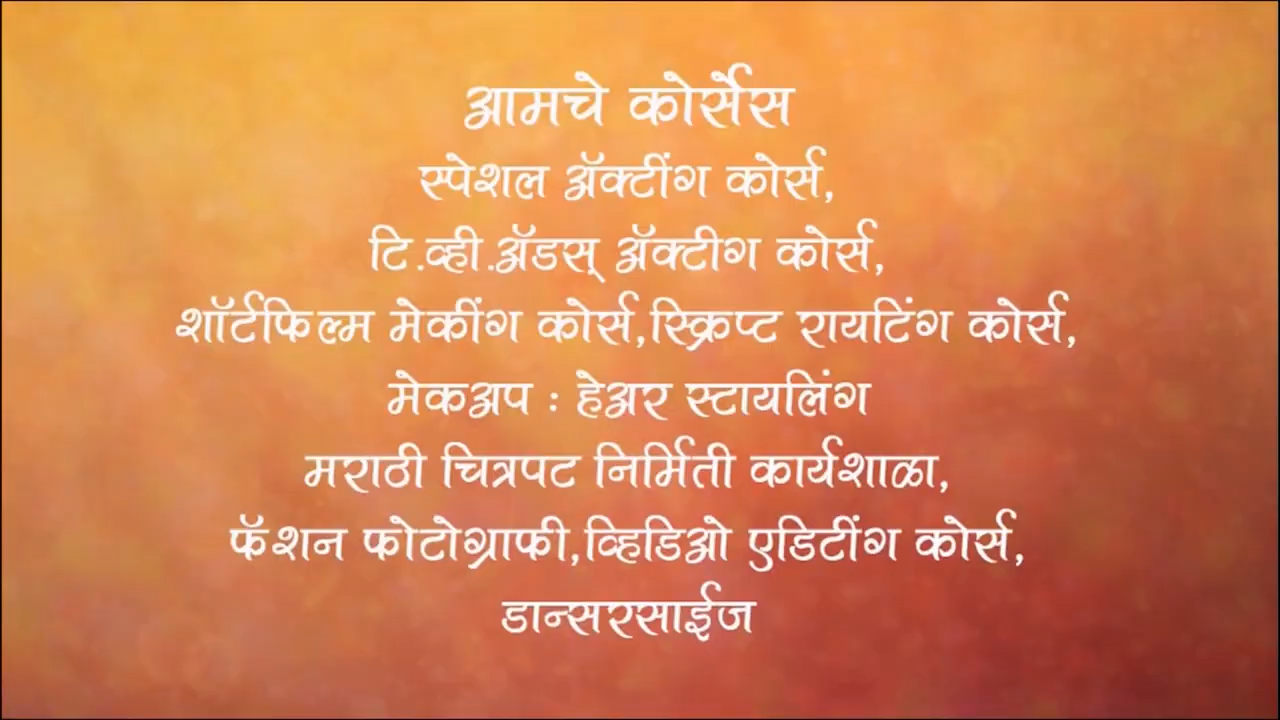 आमचे कोर्सेस
स्पेशल ॲक्टींग कोर्स,
टि.व्ही.ॲडस् ॲक्टीग कोर्स,
शॉर्टफिल्म मेकींग कोर्स,स्क्रिप्ट रायटिंग कोर्स,
मेकअप : हेअर स्टायलिंग
मराठी चित्रपट निर्मिती कार्यशाळा,
फॅशन फोटोग्राफी,व्हिडिओ एडिटींग कोर्स,
डान्सरसाईज